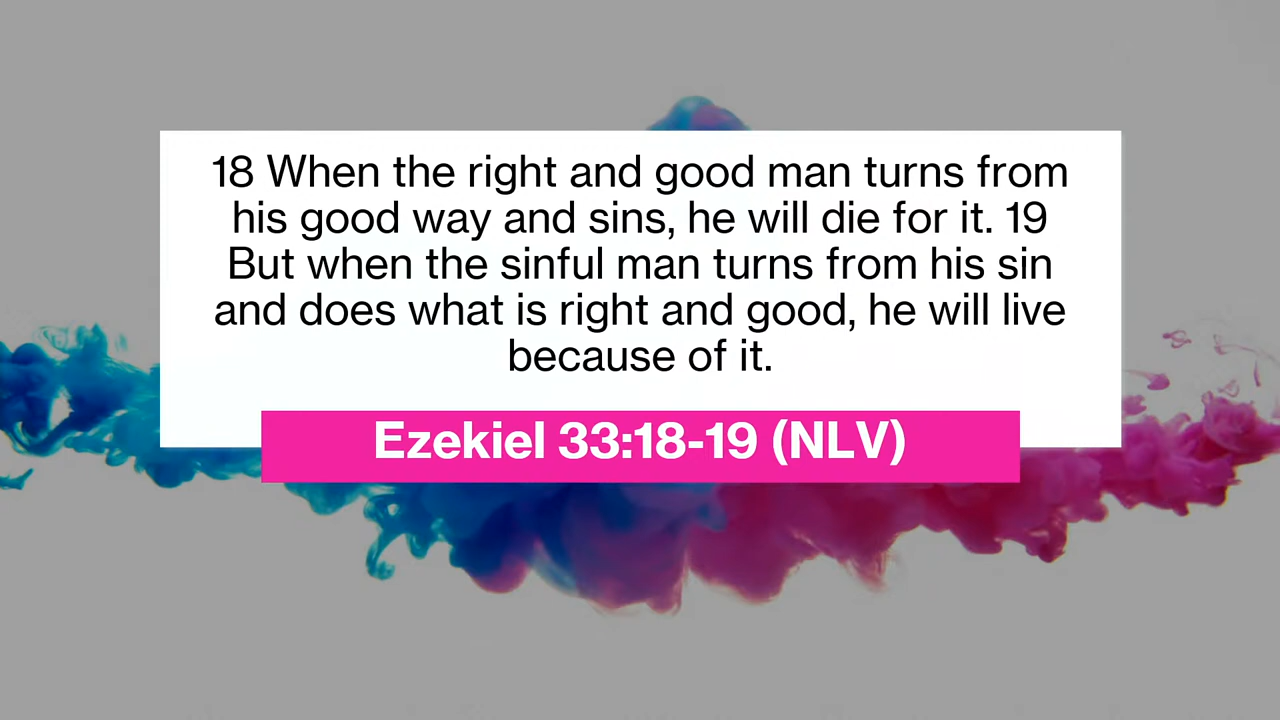 18 When the right and good man turns from
his good way and sins, he will die for it. 19
But when the sinful man turns from his sin
and does what is right and good, he will live
because of it.
Ezekiel 33:18-19 (NLV)